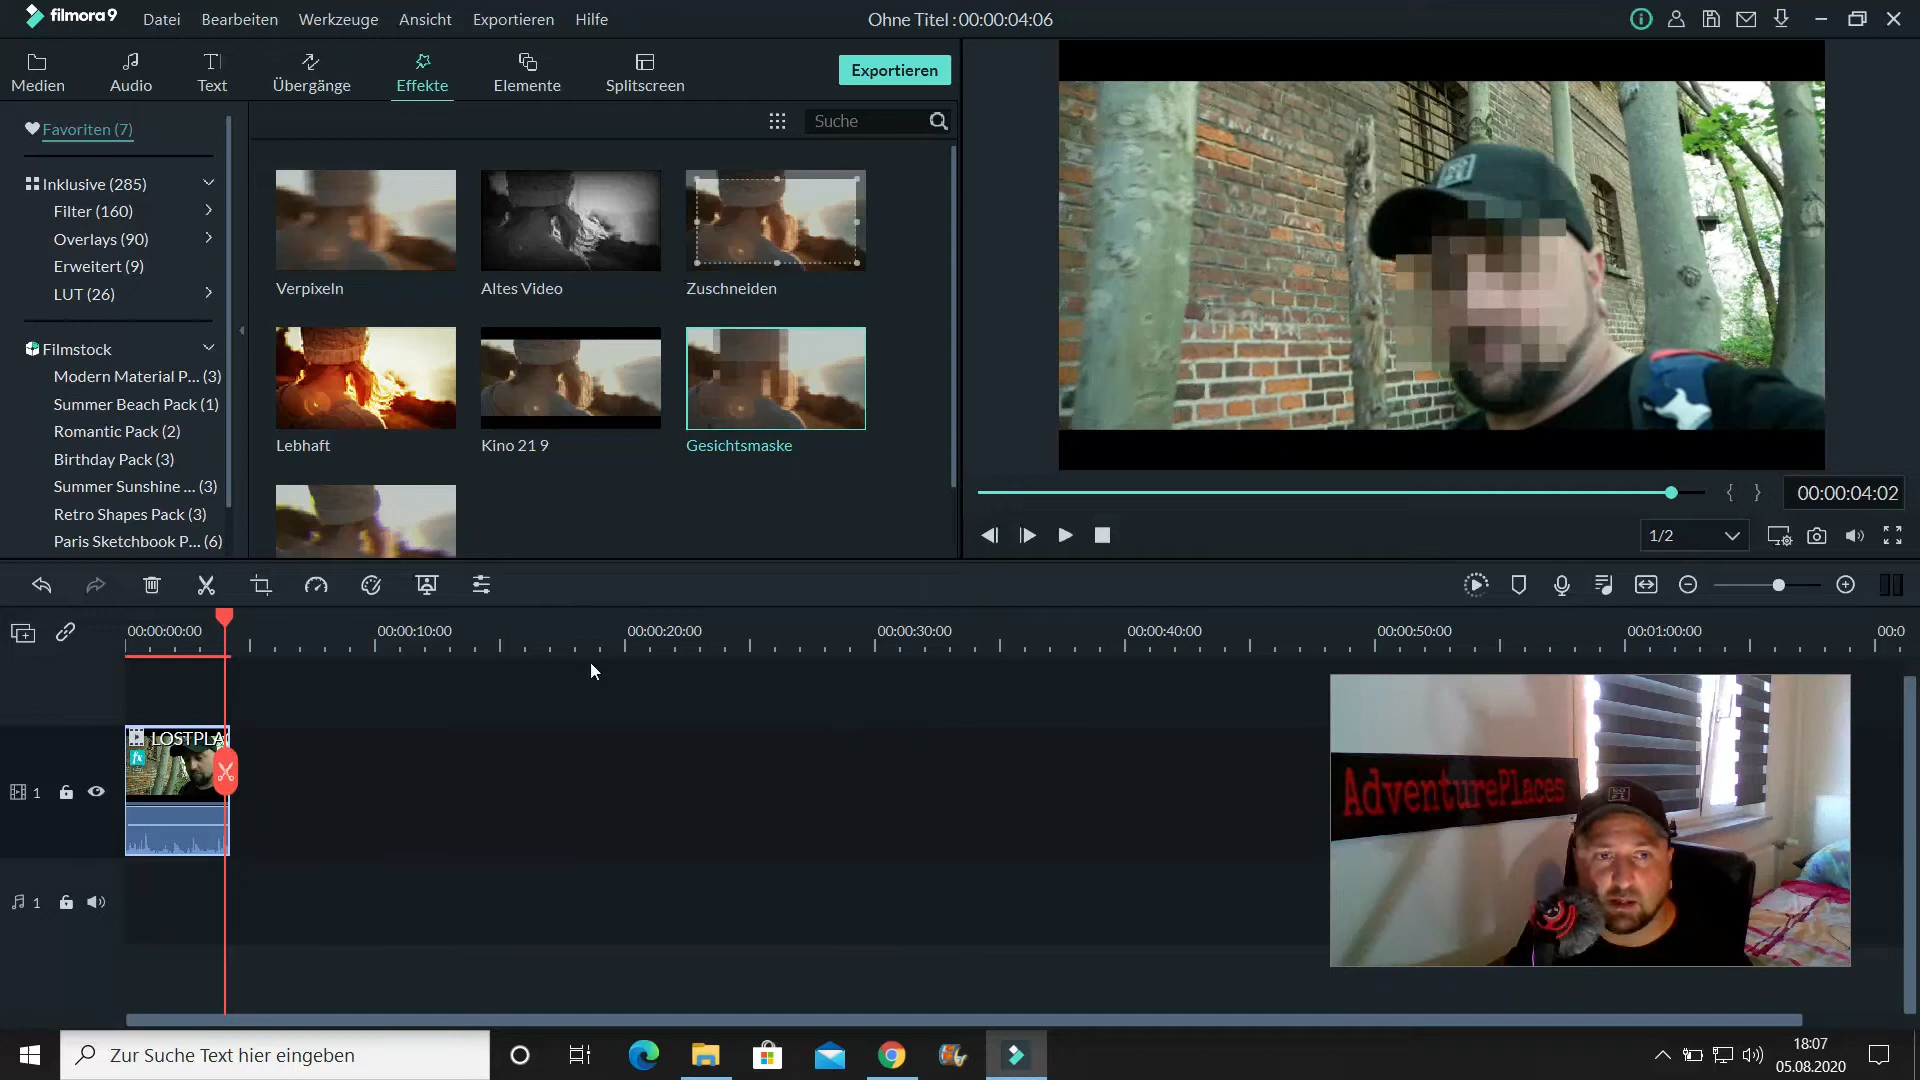 filmora9
Datei Bearbeiten Werkzeuge Ansicht Exportieren Hilfe
Ohne Titel : 00:00:04:06
Medien Audio Text Übergänge Effekte Elemente Splitscreen
Exportieren
Favoriten (7)
Suche
Inklusive (285)
Filter (160)
Overlays (90)
Erweitert (9)
LUT (26)
Filmstock
Modern Material P... (3)
Summer Beach Pack (1)
Romantic Pack (2)
Birthday Pack (3)
Summer Sunshine ... (3)
Retro Shapes Pack (3)
Paris Sketchbook P... (6)
Verpixeln Altes Video Zuschneiden
Lebhaft Kino 21 9 Gesichtsmaske
00:00:04:02
1/2
00:00:00:00 00:00:10:00 00:00:20:00 00:00:30:00 00:00:40:00 00:00:50:00 00:01:00:00 00:0
LOSTPLA
fx
1
1
AdventurePlaces
Zur Suche Text hier eingeben
18:07
05.08.2020